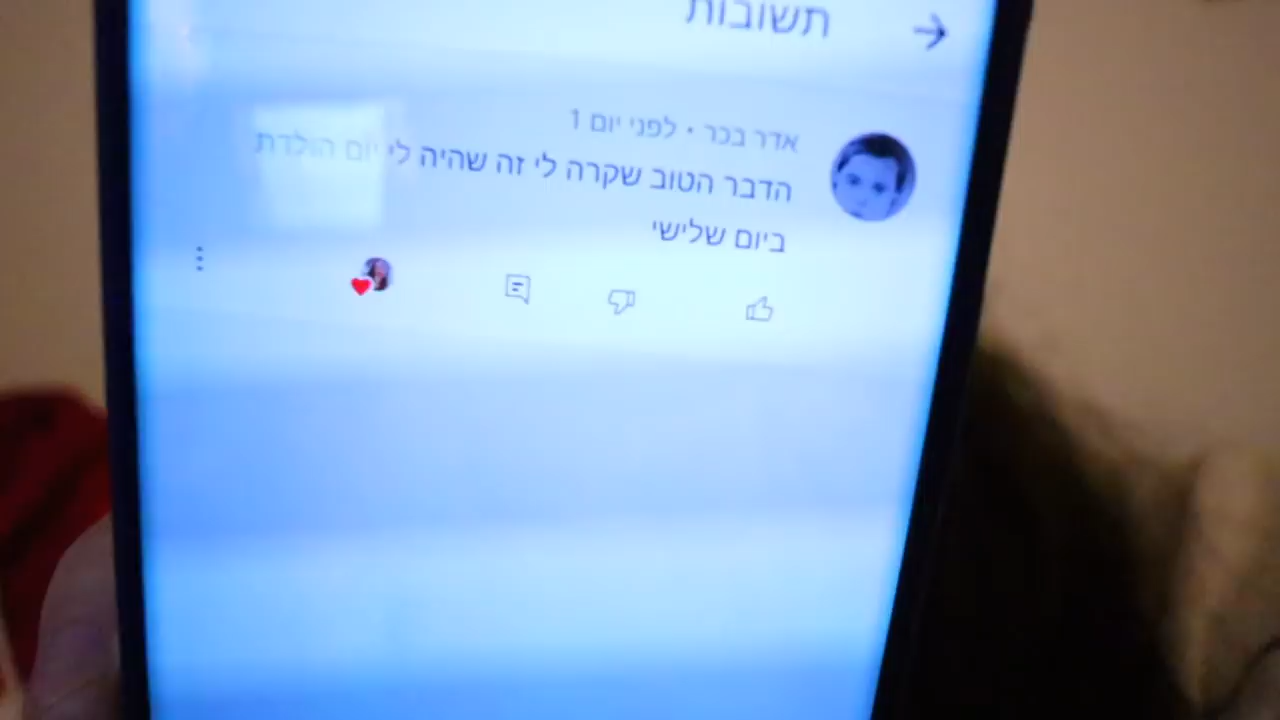 תשובות
אדר בכר • לפני יום 1
הדבר הטוב שקרה לי זה שהיה לי יום הולדת
ביום שלישי